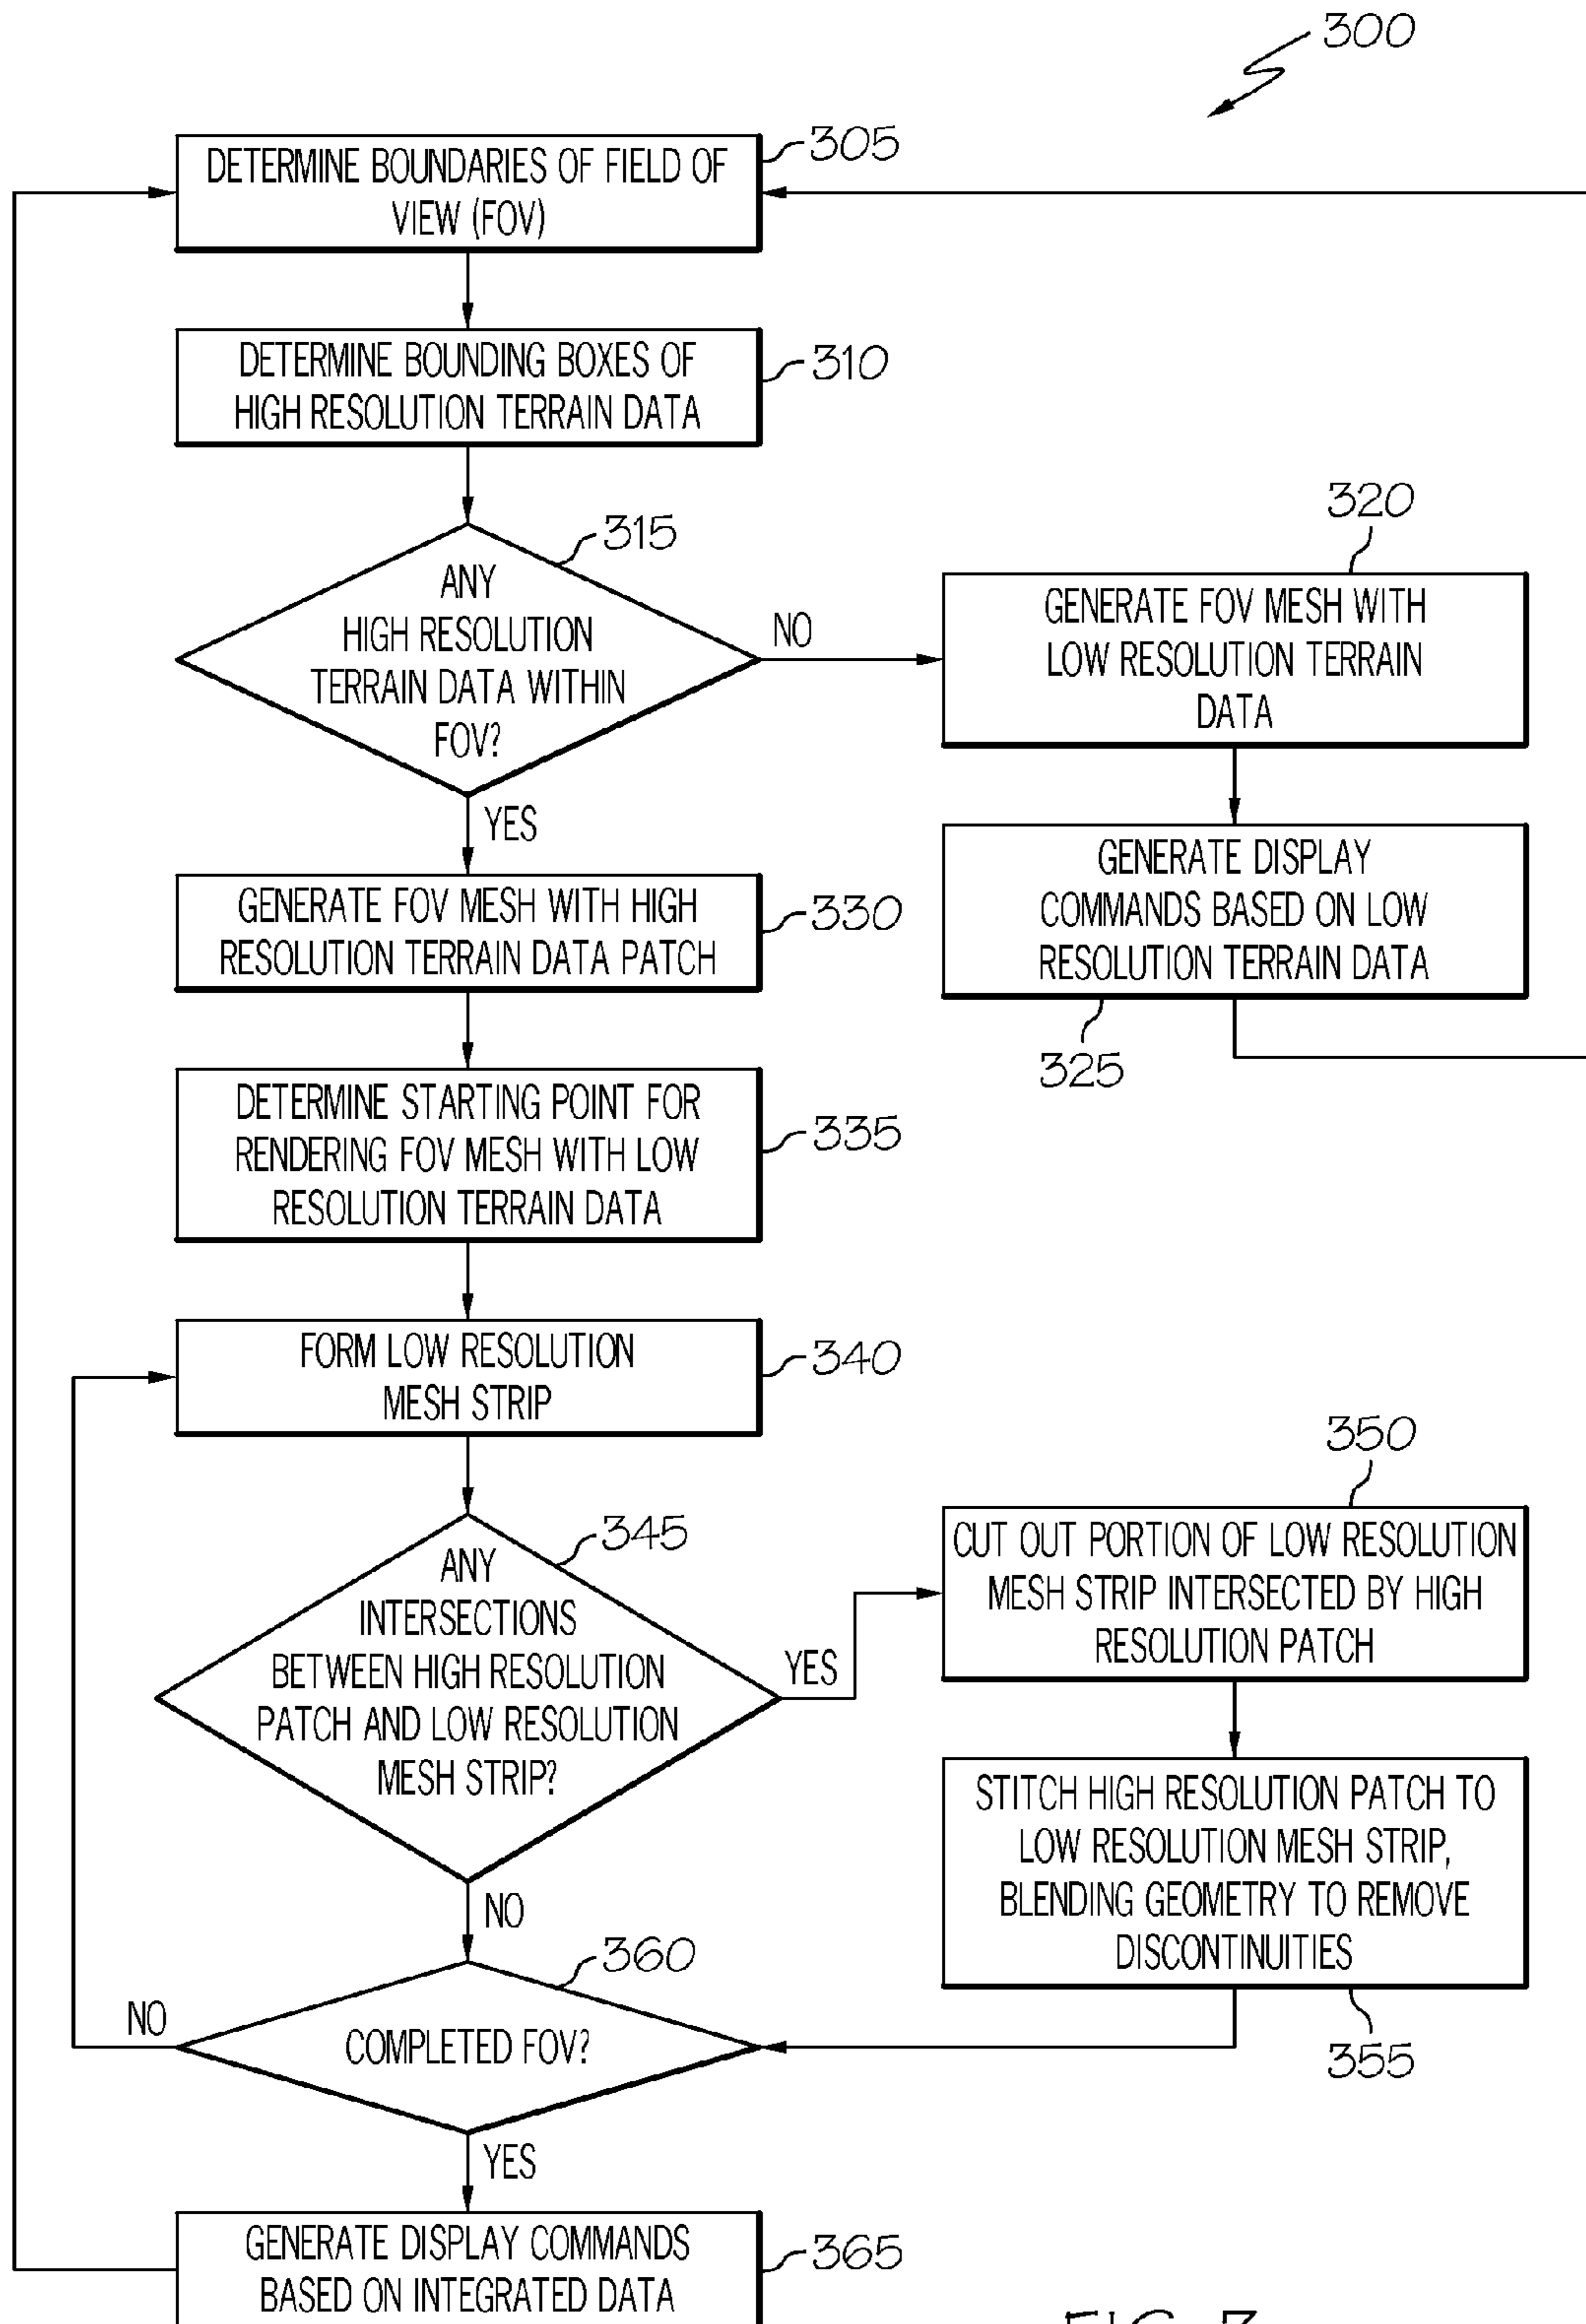 300
DETERMINE BOUNDARIES OF FIELD OF
VIEW (FOV)
305
DETERMINE BOUNDING BOXES OF
HIGH RESOLUTION TERRAIN DATA
310
315
ANY
HIGH RESOLUTION
TERRAIN DATA WITHIN
FOV?
NO
320
GENERATE FOV MESH WITH
LOW RESOLUTION TERRAIN
DATA
YES
GENERATE DISPLAY
COMMANDS BASED ON LOW
RESOLUTION TERRAIN DATA
325
GENERATE FOV MESH WITH HIGH
RESOLUTION TERRAIN DATA PATCH
330
DETERMINE STARTING POINT FOR
RENDERING FOV MESH WITH LOW
RESOLUTION TERRAIN DATA
335
FORM LOW RESOLUTION
MESH STRIP
340
345
ANY
INTERSECTIONS
BETWEEN HIGH RESOLUTION
PATCH AND LOW RESOLUTION
MESH STRIP?
YES
350
CUT OUT PORTION OF LOW RESOLUTION
MESH STRIP INTERSECTED BY HIGH
RESOLUTION PATCH
STITCH HIGH RESOLUTION PATCH TO
LOW RESOLUTION MESH STRIP,
BLENDING GEOMETRY TO REMOVE
DISCONTINUITIES
355
NO
360
COMPLETED FOV?
NO
YES
GENERATE DISPLAY COMMANDS
BASED ON INTEGRATED DATA
365